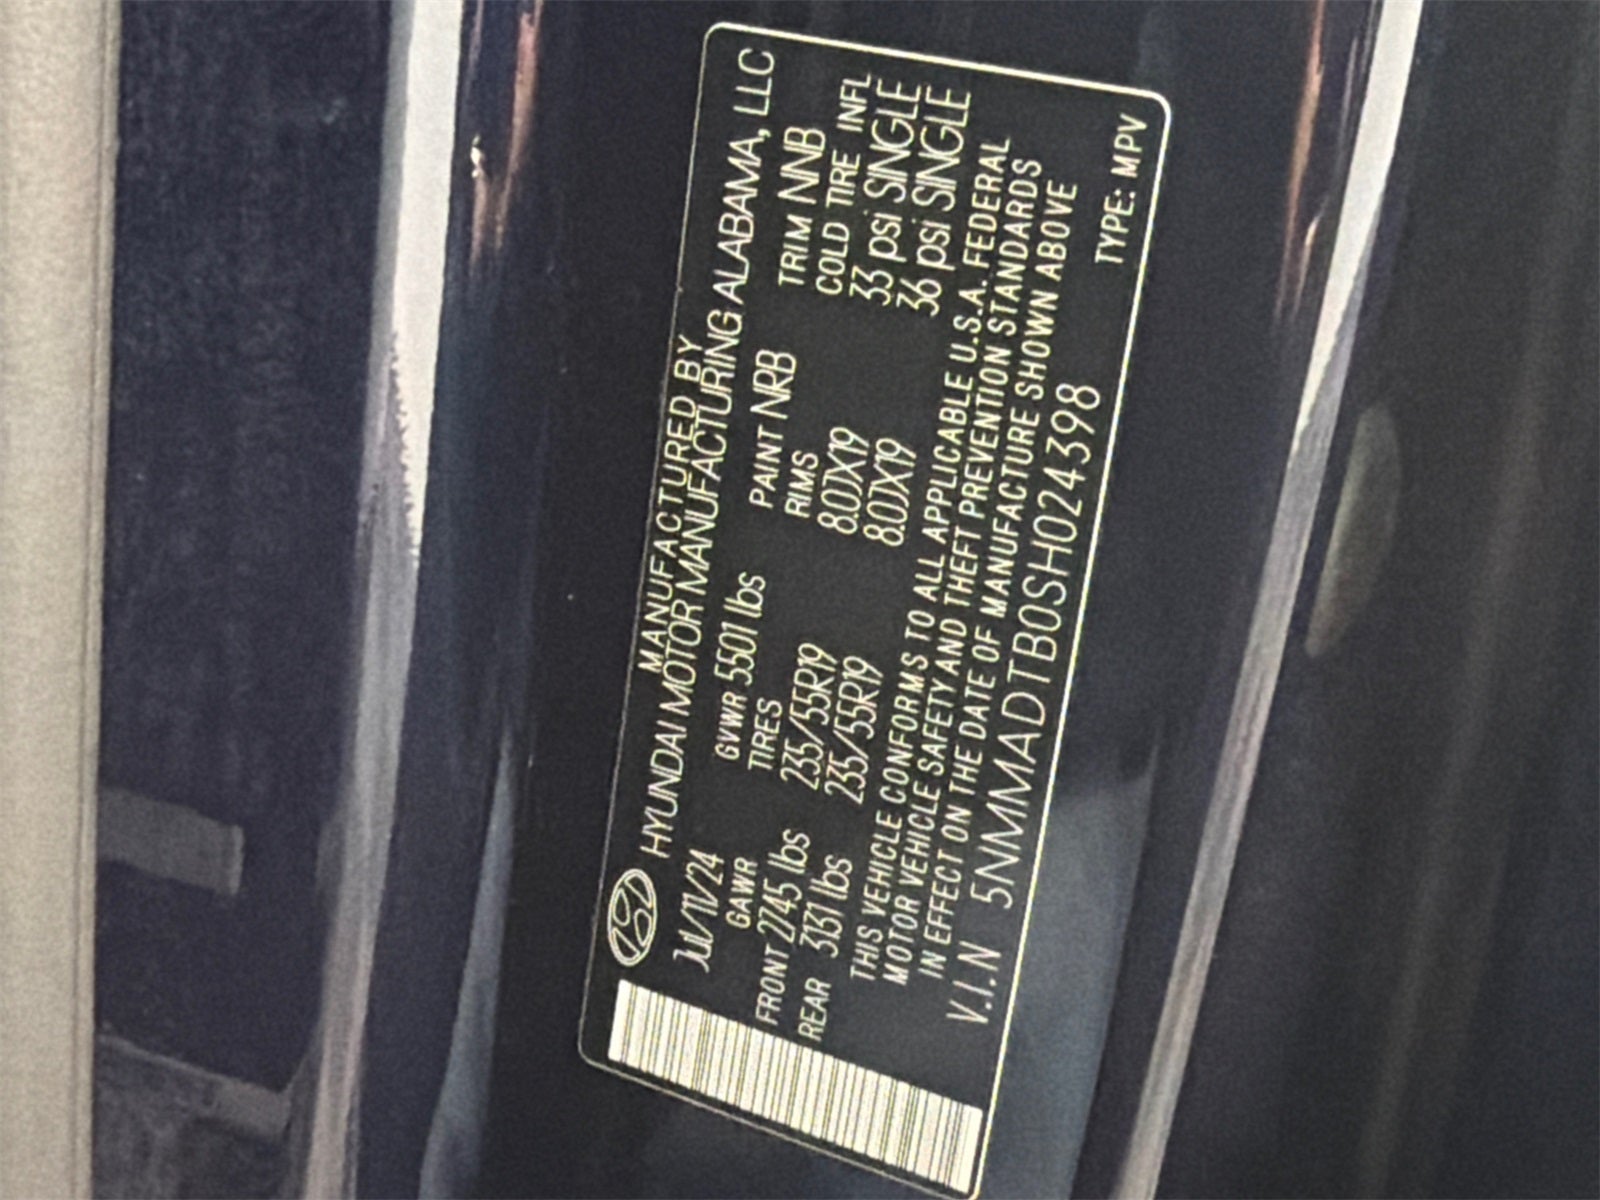 MANUFACTURED BY
HYUNDAI MOTOR MANUFACTURING ALABAMA, LLC
Jul/11/24 GVWR 5501 lbs PAINT NRB TRIM NNB
GAWR TIRES RIMS COLD TIRE INFL
FRONT 2745 lbs 235/55R19 8.0JX19 33 psi SINGLE
REAR 3131 lbs 235/55R19 8.0JX19 36 psi SINGLE
THIS VEHICLE CONFORMS TO ALL APPLICABLE U.S.A. FEDERAL
MOTOR VEHICLE SAFETY AND THEFT PREVENTION STANDARDS
IN EFFECT ON THE DATE OF MANUFACTURE SHOWN ABOVE
V.I.N 5NMMADTB0SH024398 TYPE: MPV